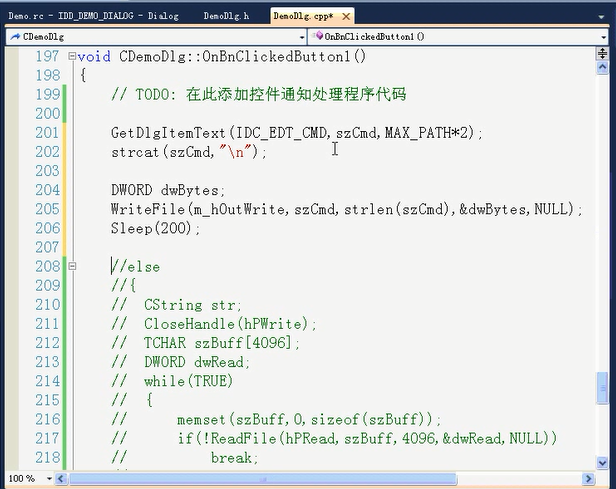 Demo.rc - IDD_DEMO_DIALOG - Dialog DemoDlg.h DemoDlg.cpp*
CDemoDlg OnBnClickedButton1()
197 void CDemoDlg::OnBnClickedButton1()
198 {
199 // TODO: 在此添加控件通知处理程序代码
200
201 GetDlgItemText(IDC_EDT_CMD,szCmd,MAX_PATH*2);
202 strcat(szCmd,"\n");
203
204 DWORD dwBytes;
205 WriteFile(m_hOutWrite,szCmd,strlen(szCmd),&dwBytes,NULL);
206 Sleep(200);
207
208 //else
209 //{
210 // CString str;
211 // CloseHandle(hPWrite);
212 // TCHAR szBuff[4096];
213 // DWORD dwRead;
214 // while(TRUE)
215 // {
216 // memset(szBuff,0,sizeof(szBuff));
217 // if(!ReadFile(hPRead,szBuff,4096,&dwRead,NULL))
218 // break;
100 %